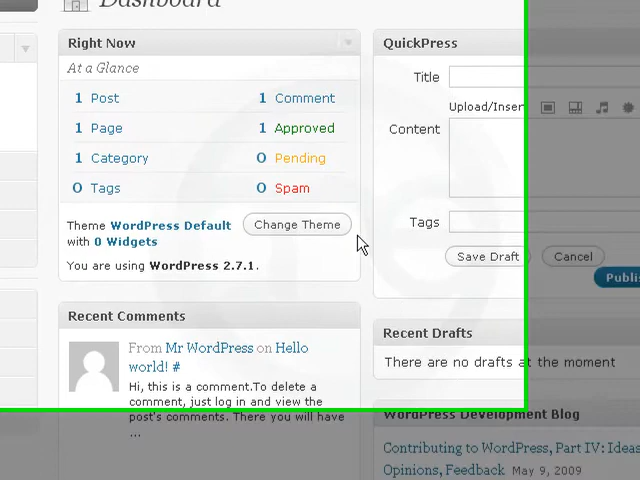 Dashboard
Right Now
At a Glance
1 Post 1 Comment
1 Page 1 Approved
1 Category 0 Pending
0 Tags 0 Spam
Theme WordPress Default Change Theme
with 0 Widgets
You are using WordPress 2.7.1.
Recent Comments
From Mr WordPress on Hello
world! #
Hi, this is a comment.To delete a
comment, just log in and view the
post's comments. There you will have
...
QuickPress
Title
Upload/Insert
Content
Tags
Save Draft Cancel
Publis
Recent Drafts
There are no drafts at the moment
WordPress Development Blog
Contributing to WordPress, Part IV: Ideas
Opinions, Feedback May 9, 2009